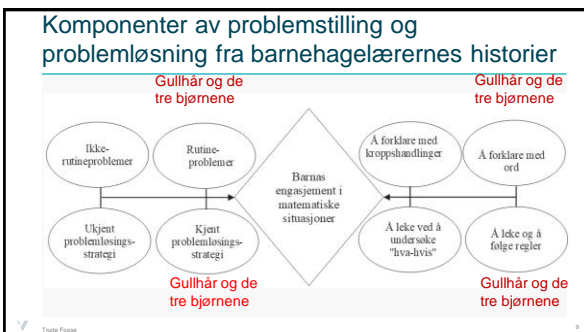 Komponenter av problemstilling og
problemløsning fra barnehagelærernes historier
Gullhår og de
tre bjørnene
Gullhår og de
tre bjørnene
Ikke-
rutineproblemer
Rutine-
problemer
Barnas
engasjement i
matematiske
situasjoner
Å forklare med
kroppshandlinger
Å forklare med
ord
Ukjent
problemløsings-
strategi
Kjent
problemløsings-
strategi
Å leke ved å
undersøke
"hva-hvis"
Å leke og å
følge regler
Gullhår og de
tre bjørnene
Gullhår og de
tre bjørnene
Trude Fosse
9